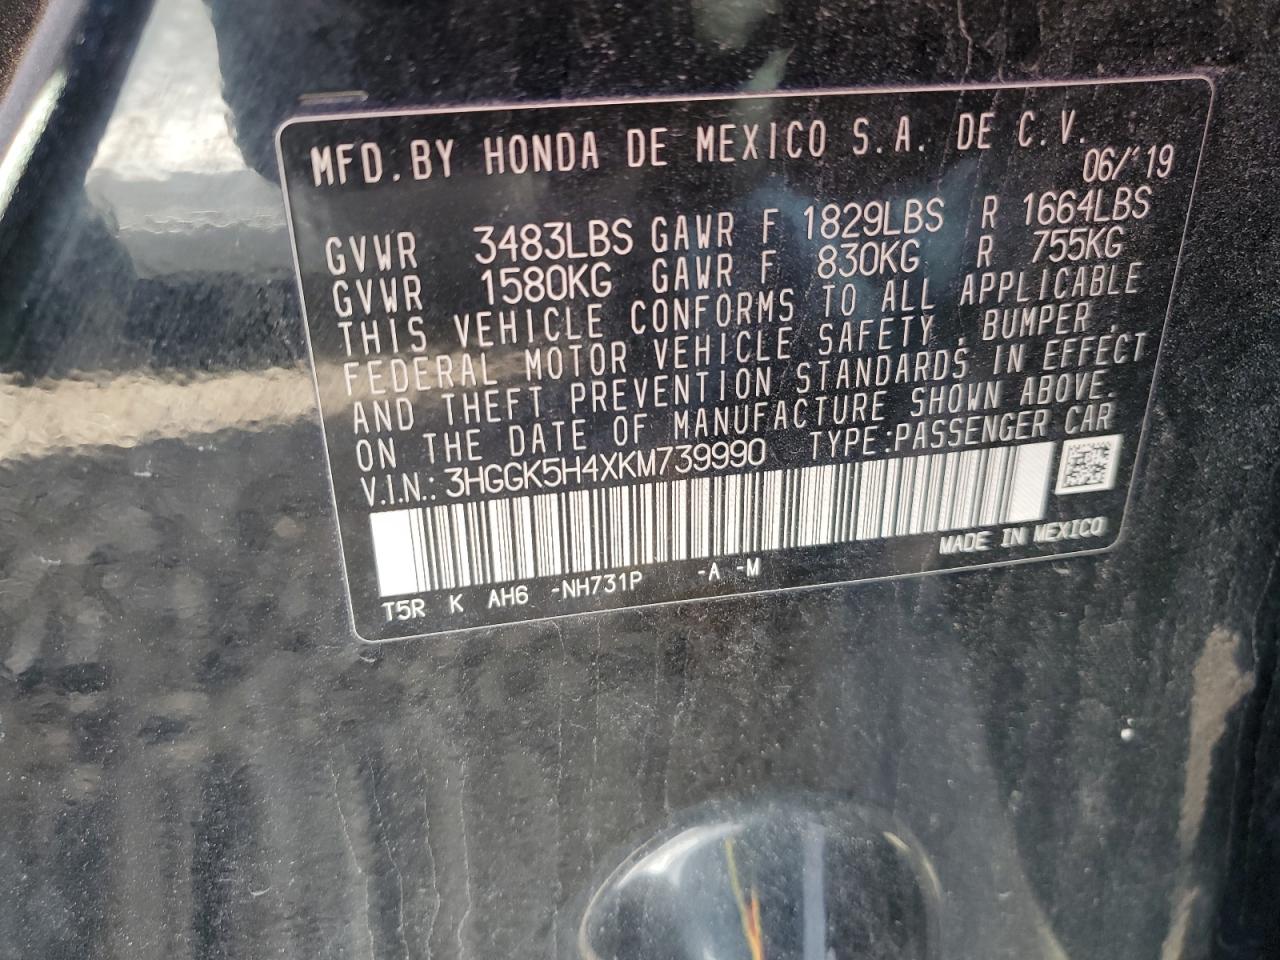 MFD.BY HONDA DE MEXICO S.A. DE C.V.
06/'19
GVWR 3483LBS GAWR F 1829LBS R 1664LBS
GVWR 1580KG GAWR F 830KG R 755KG
THIS VEHICLE CONFORMS TO ALL APPLICABLE
FEDERAL MOTOR VEHICLE SAFETY, BUMPER,
AND THEFT PREVENTION STANDARDS IN EFFECT
ON THE DATE OF MANUFACTURE SHOWN ABOVE.
V.I.N.: 3HGGK5H4XKM739990 TYPE:PASSENGER CAR
MADE IN MEXICO
T5R K AH6 -NH731P -A -M